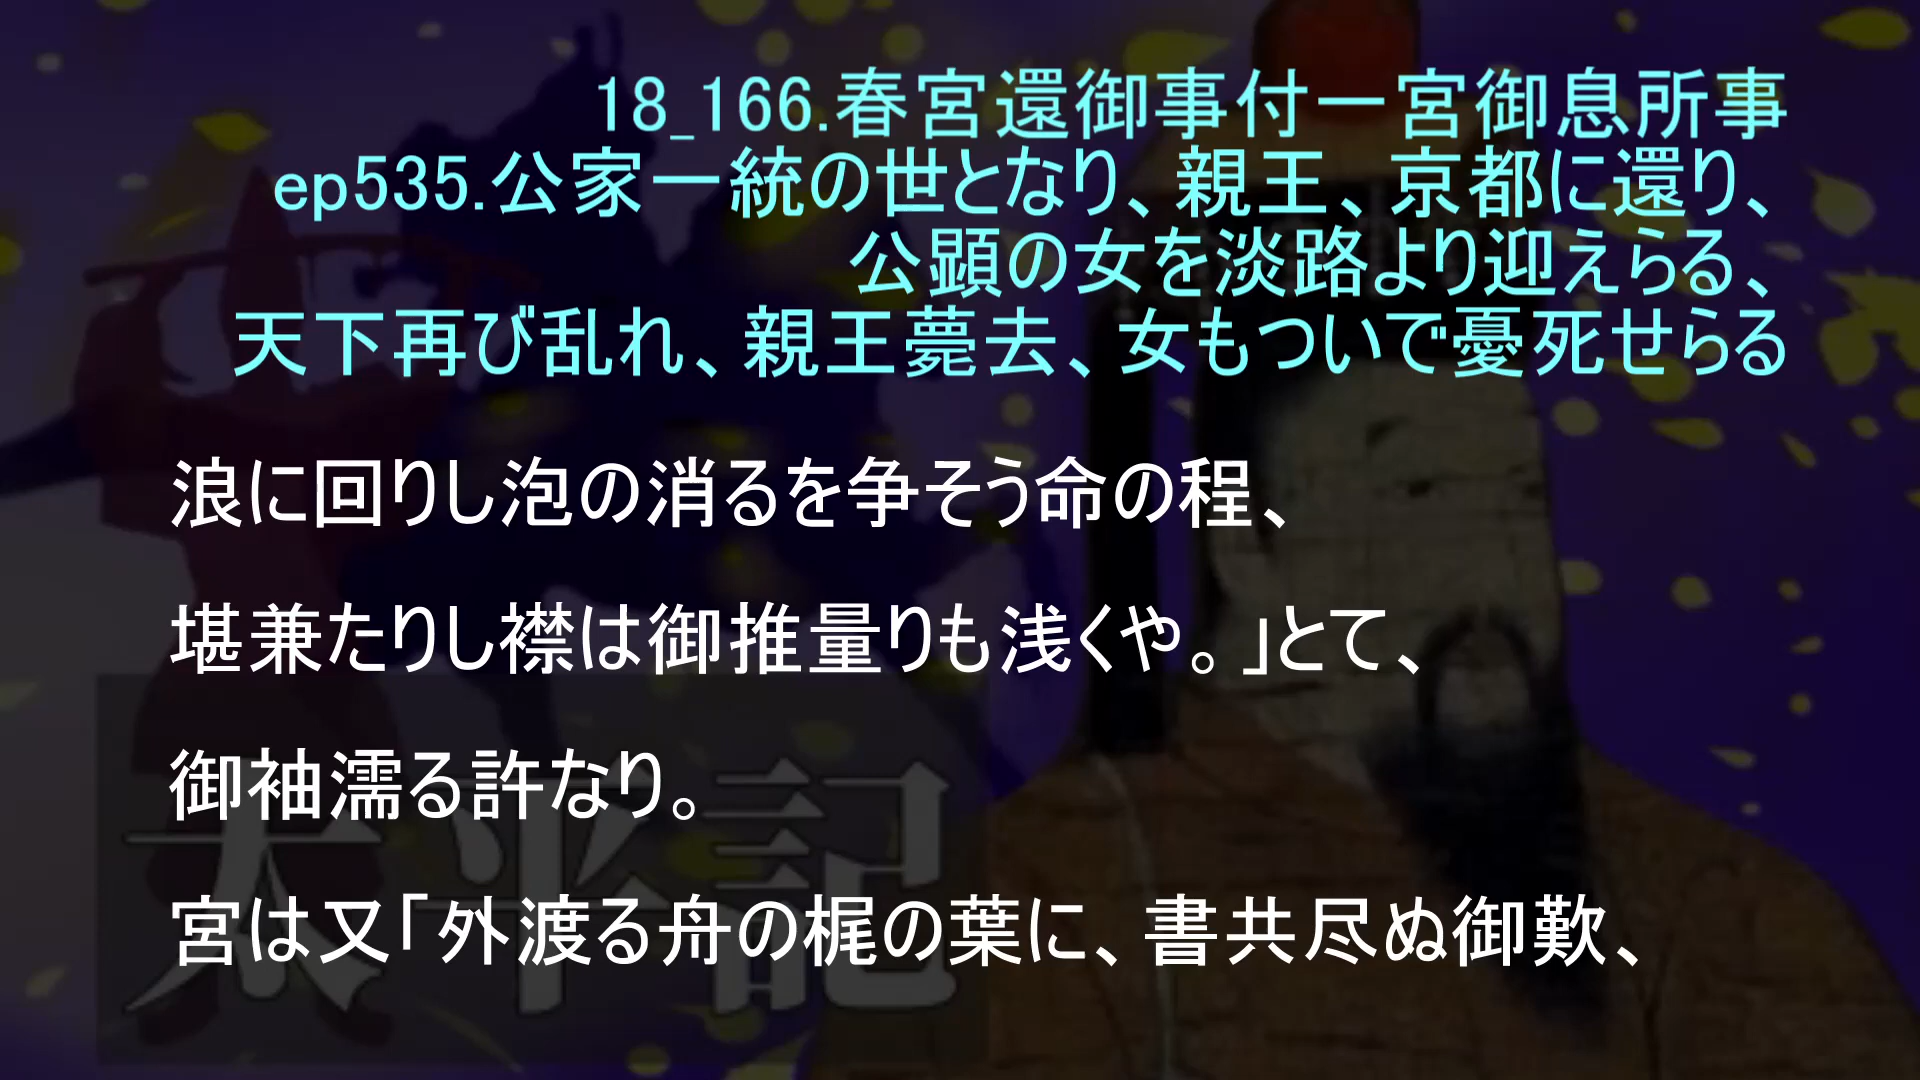 18_166.春宮還御事付一宮御息所事
ep535.公家一統の世となり、親王、京都に還り、
公顕の女を淡路より迎えらる、
天下再び乱れ、親王薨去、女もついで憂死せらる
浪に回りし泡の消るを争そう命の程、
堪兼たりし襟は御推量りも浅くや。」とて、
御袖濡る許なり。
宮は又「外渡る舟の梶の葉に、書共尽ぬ御歎、
太平記